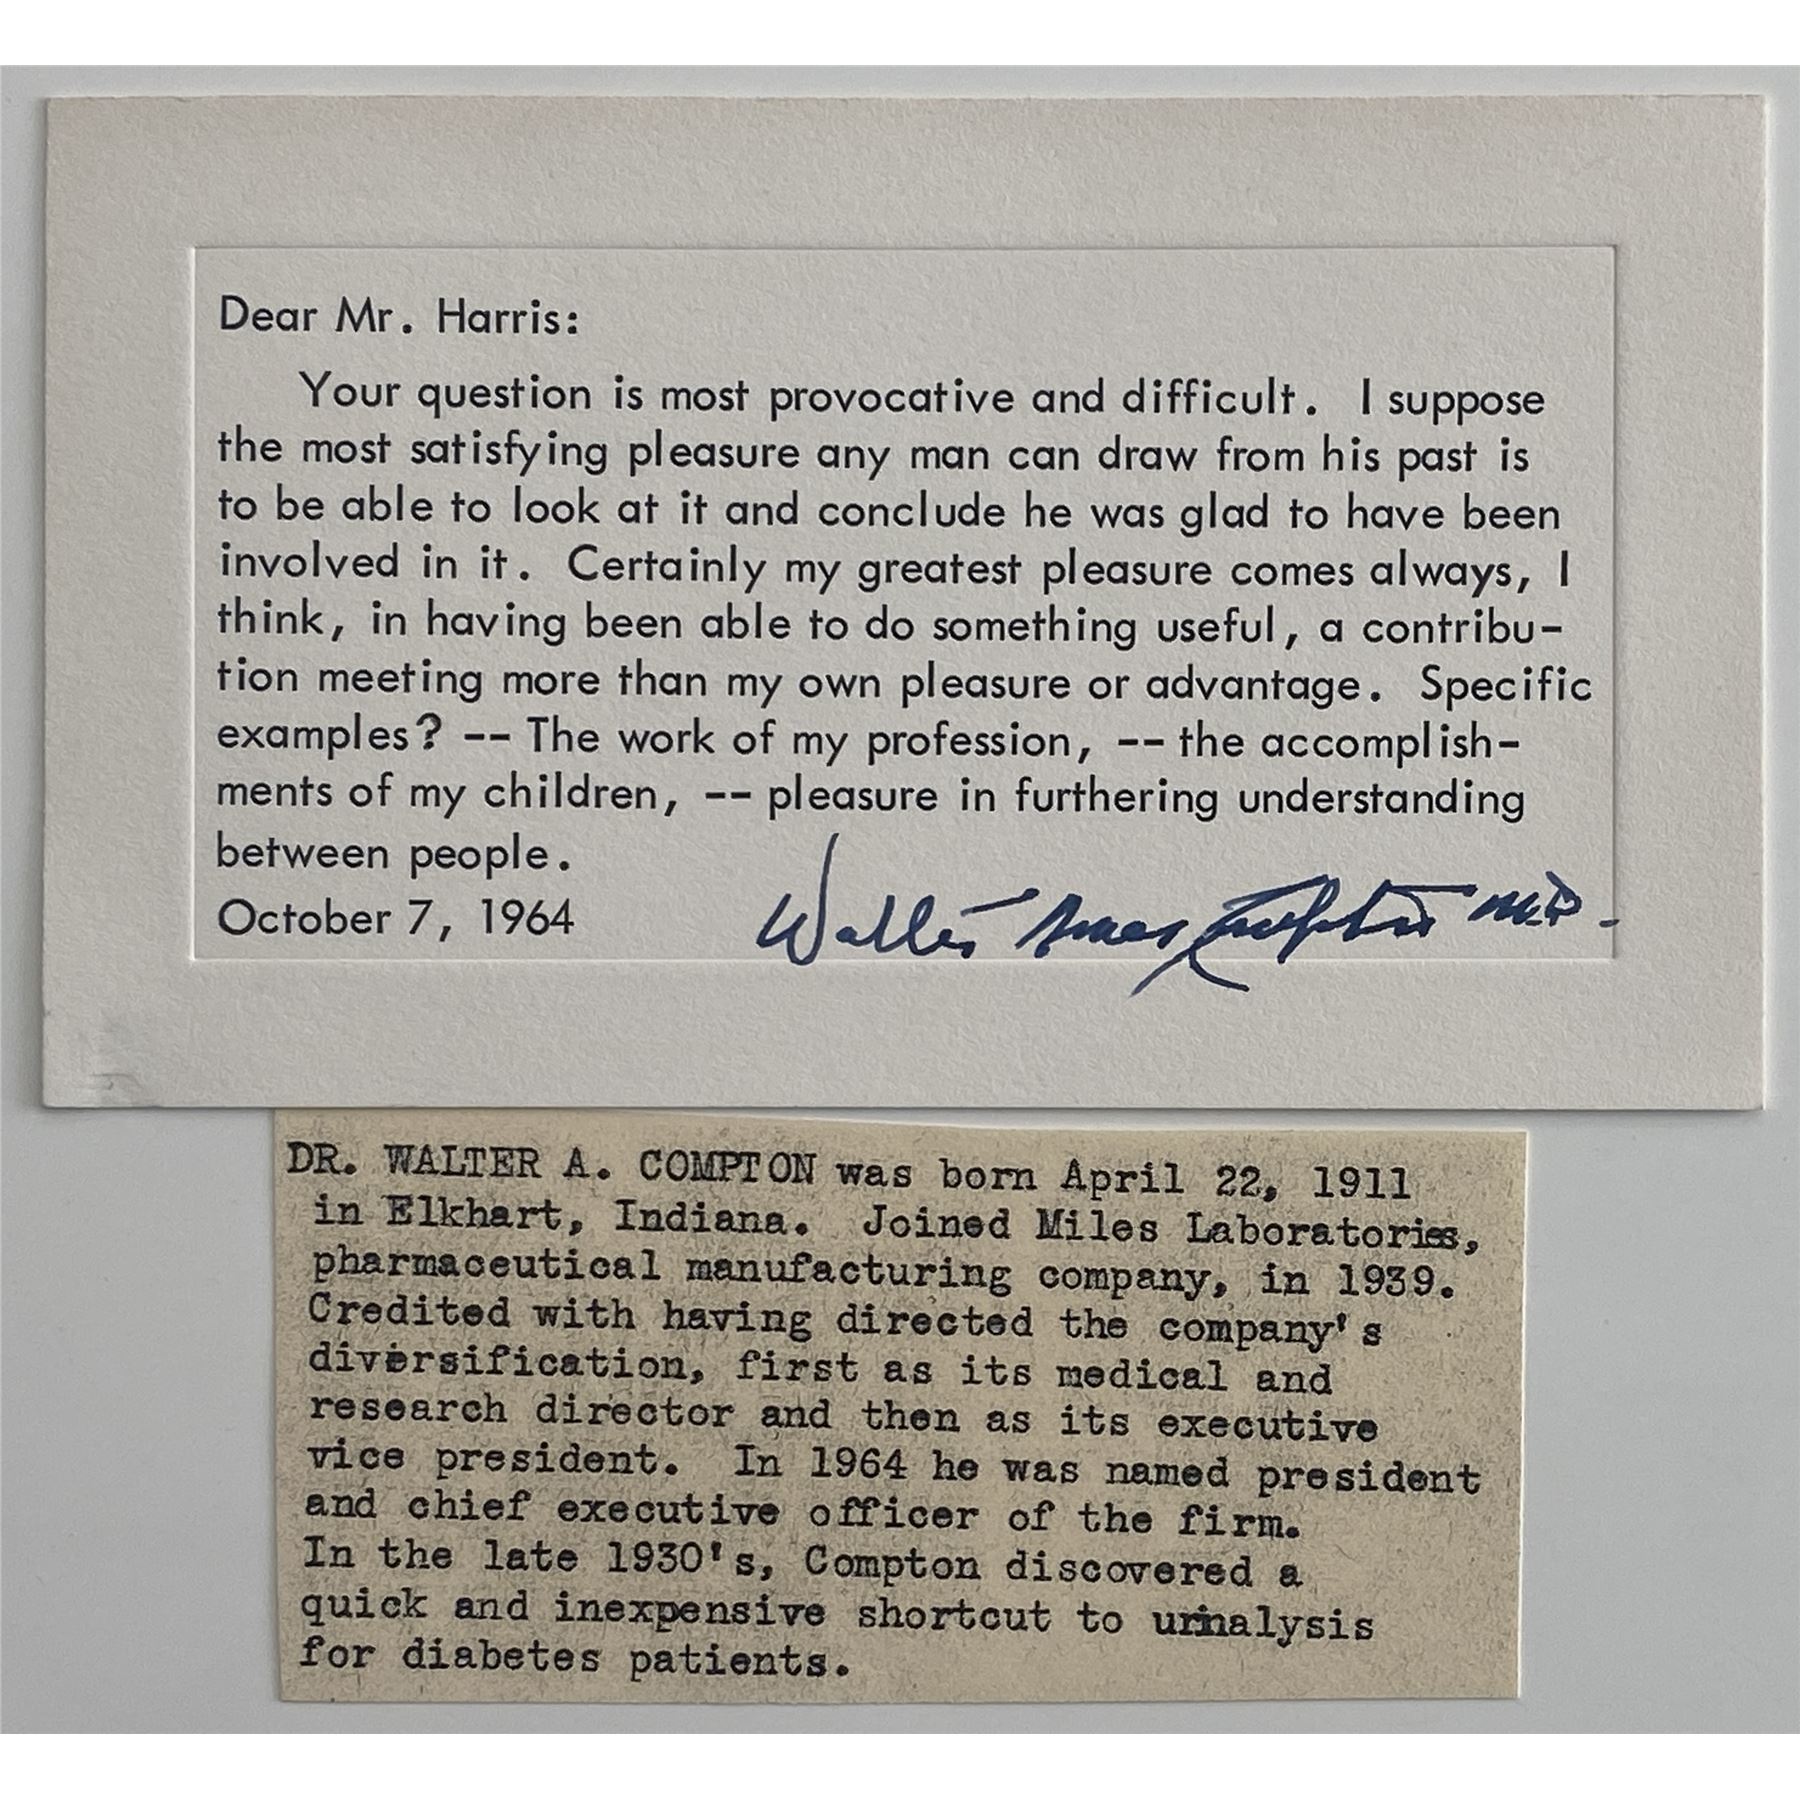 Dear Mr. Harris:
Your question is most provocative and difficult. I suppose
the most satisfying pleasure any man can draw from his past is
to be able to look at it and conclude he was glad to have been
involved in it. Certainly my greatest pleasure comes always, I
think, in having been able to do something useful, a contribu-
tion meeting more than my own pleasure or advantage. Specific
examples? -- The work of my profession, -- the accomplish-
ments of my children, -- pleasure in furthering understanding
between people.
October 7, 1964
Walter Ames Compton M.D.
DR. WALTER A. COMPTON was born April 22, 1911
in Elkhart, Indiana. Joined Miles Laboratories,
pharmaceutical manufacturing company, in 1939.
Credited with having directed the company's
diversification, first as its medical and
research director and then as its executive
vice president. In 1964 he was named president
and chief executive officer of the firm.
In the late 1930's, Compton discovered a
quick and inexpensive shortcut to urinalysis
for diabetes patients.